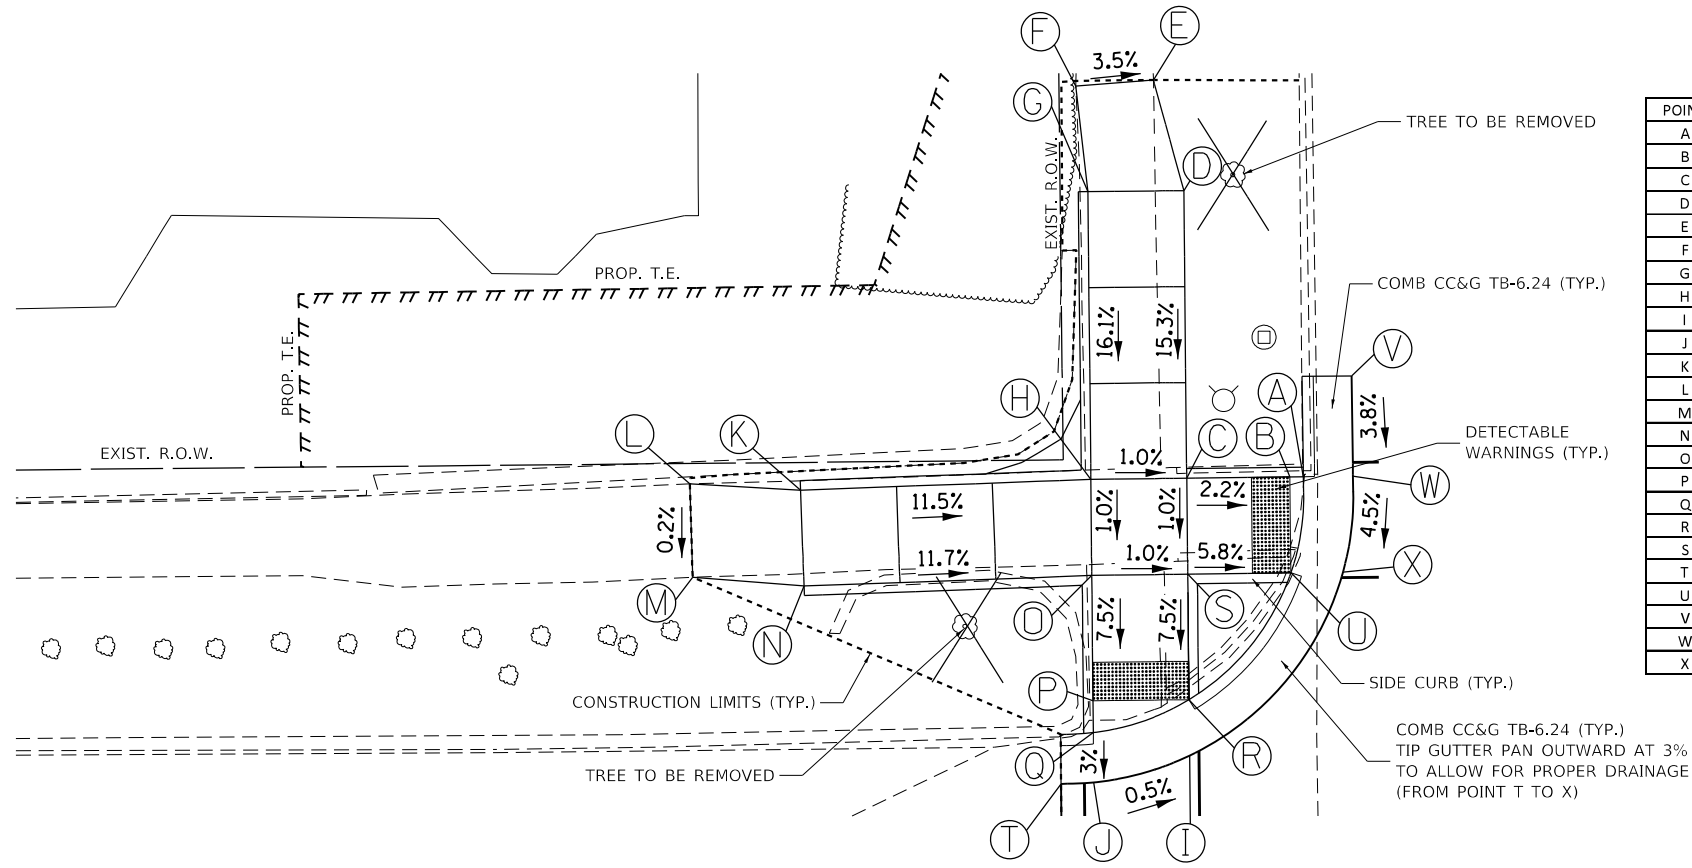 F
E
3.5%
G
TREE TO BE REMOVED
EXIST. R.O.W.
D
PROP. T.E.
COMB CC&G TB-6.24 (TYP.)
PROP. T.E.
16.1%
15.3%
V
H
A
3.8%
L
K
C
B
DETECTABLE
WARNINGS (TYP.)
EXIST. R.O.W.
1.0%
2.2%
W
11.5%
0.2%
1.0%
1.0%
4.5%
11.7%
1.0%
5.8%
X
M
N
O
7.5%
7.5%
S
U
P
SIDE CURB (TYP.)
CONSTRUCTION LIMITS (TYP.)
COMB CC&G TB-6.24 (TYP.)
TIP GUTTER PAN OUTWARD AT 3%
TO ALLOW FOR PROPER DRAINAGE
(FROM POINT T TO X)
TREE TO BE REMOVED
Q
3%
R
0.5%
T
J
I
POIN
A
B
C
D
E
F
G
H
I
J
K
L
M
N
O
P
Q
R
S
T
U
V
W
X